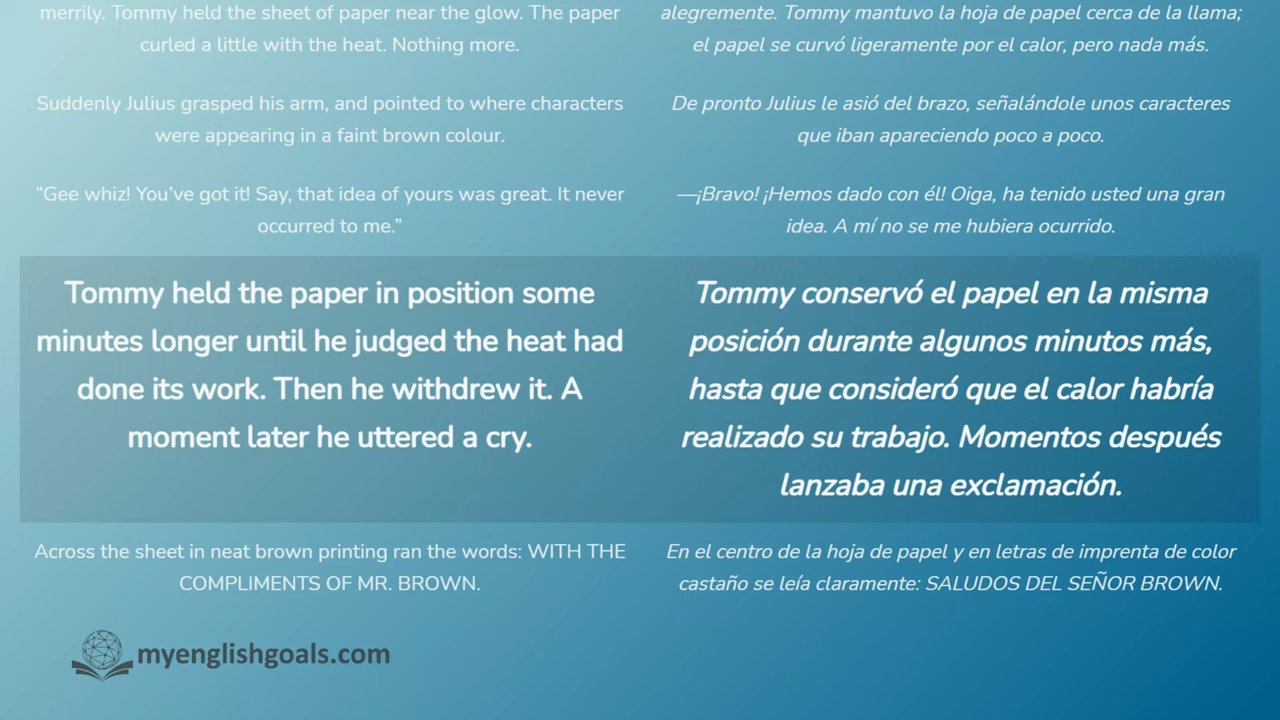 merrily. Tommy held the sheet of paper near the glow. The paper
curled a little with the heat. Nothing more.
alegremente. Tommy mantuvo la hoja de papel cerca de la llama;
el papel se curvó ligeramente por el calor, pero nada más.
Suddenly Julius grasped his arm, and pointed to where characters
were appearing in a faint brown colour.
De pronto Julius le asió del brazo, señalándole unos caracteres
que iban apareciendo poco a poco.
“Gee whiz! You’ve got it! Say, that idea of yours was great. It never
occurred to me.”
—¡Bravo! ¡Hemos dado con él! Oiga, ha tenido usted una gran
idea. A mí no se me hubiera ocurrido.
Tommy held the paper in position some
minutes longer until he judged the heat had
done its work. Then he withdrew it. A
moment later he uttered a cry.
Tommy conservó el papel en la misma
posición durante algunos minutos más,
hasta que consideró que el calor habría
realizado su trabajo. Momentos después
lanzaba una exclamación.
Across the sheet in neat brown printing ran the words: WITH THE
COMPLIMENTS OF MR. BROWN.
En el centro de la hoja de papel y en letras de imprenta de color
castaño se leía claramente: SALUDOS DEL SEÑOR BROWN.
myenglishgoals.com